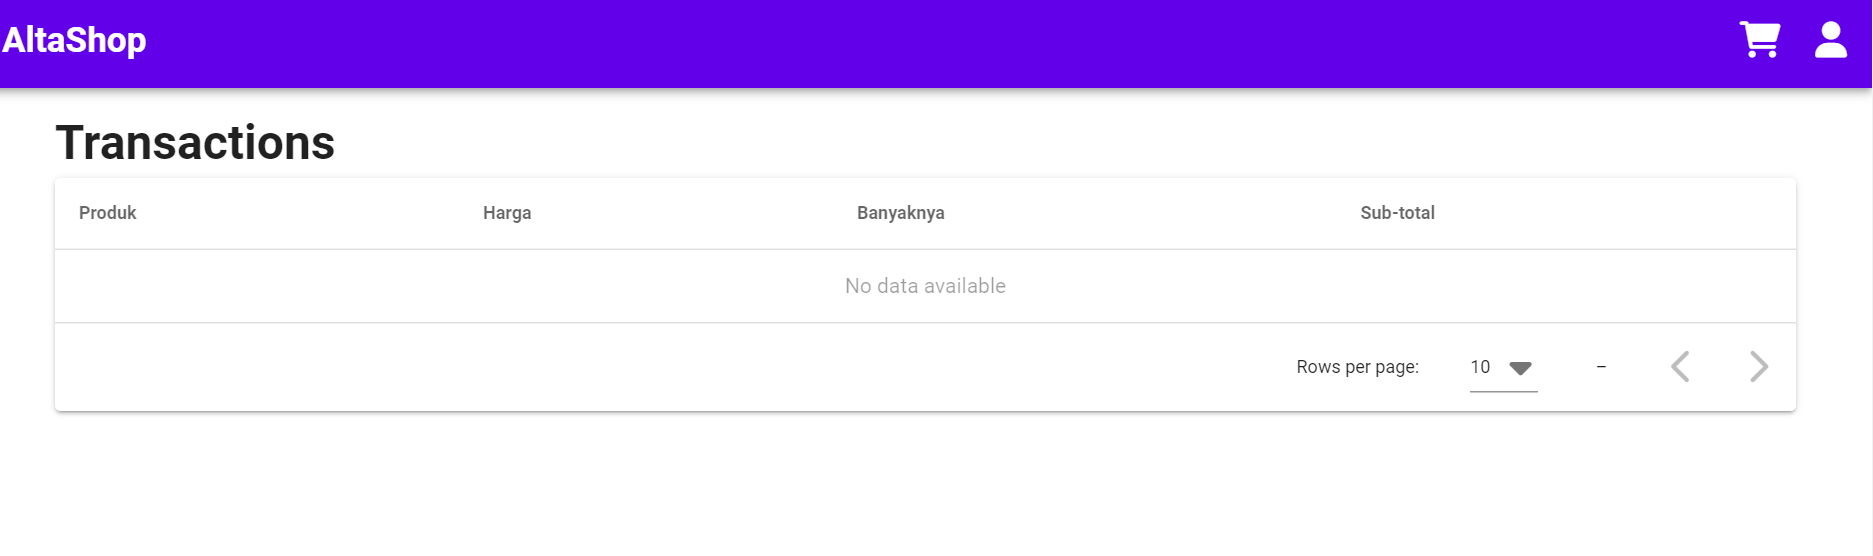 AltaShop
Transactions
Produk Harga Banyaknya Sub-total
No data available
Rows per page: 10 –